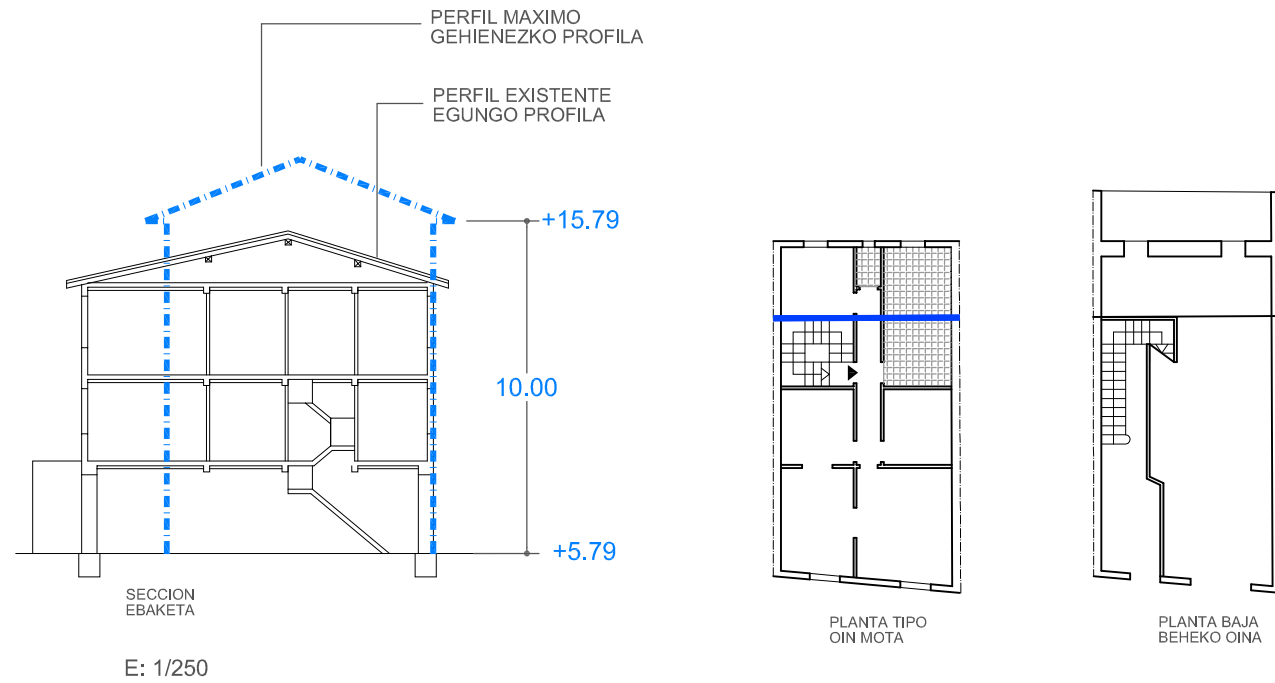 PERFIL MAXIMO
GEHIENEZKO PROFILA
PERFIL EXISTENTE
EGUNGO PROFILA
+15.79
10.00
+5.79
SECCION
EBAKETA
PLANTA TIPO
OIN MOTA
PLANTA BAJA
BEHEKO OINA
E: 1/250